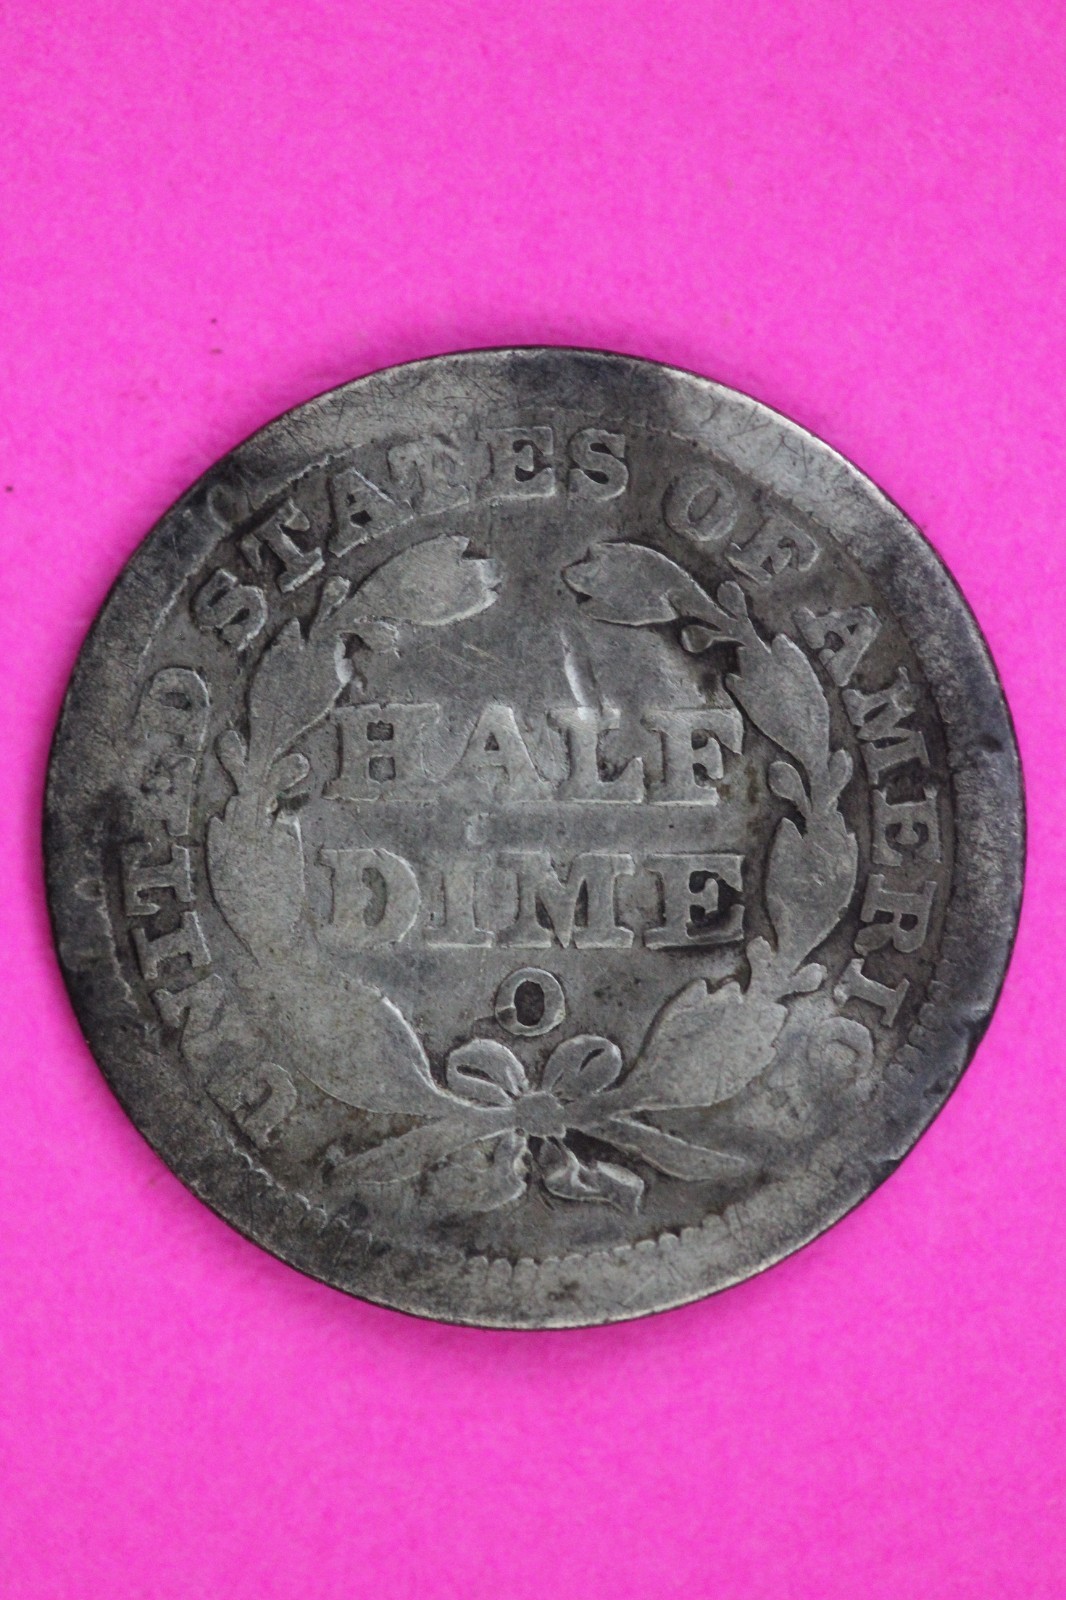 UNITED STATES OF AMERIC
HALF
DIME
O